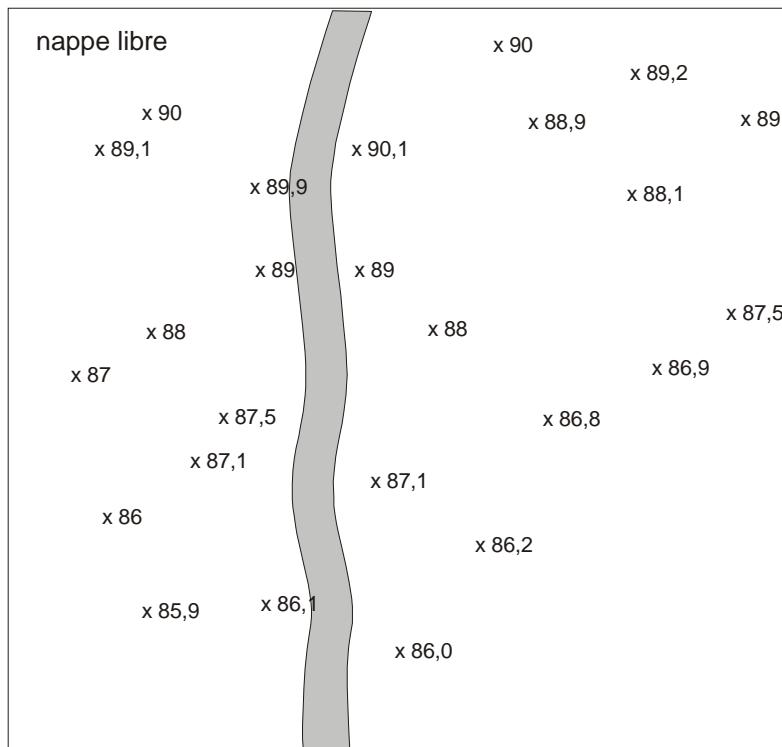 nappe libre
x 90
x 89,2
x 90
x 88,9
x 89
x 89,1
x 90,1
x 89,9
x 88,1
x 89
x 89
x 87,5
x 88
x 88
x 87
x 86,9
x 87,5
x 86,8
x 87,1
x 87,1
x 86
x 86,2
x 85,9
x 86,1
x 86,0